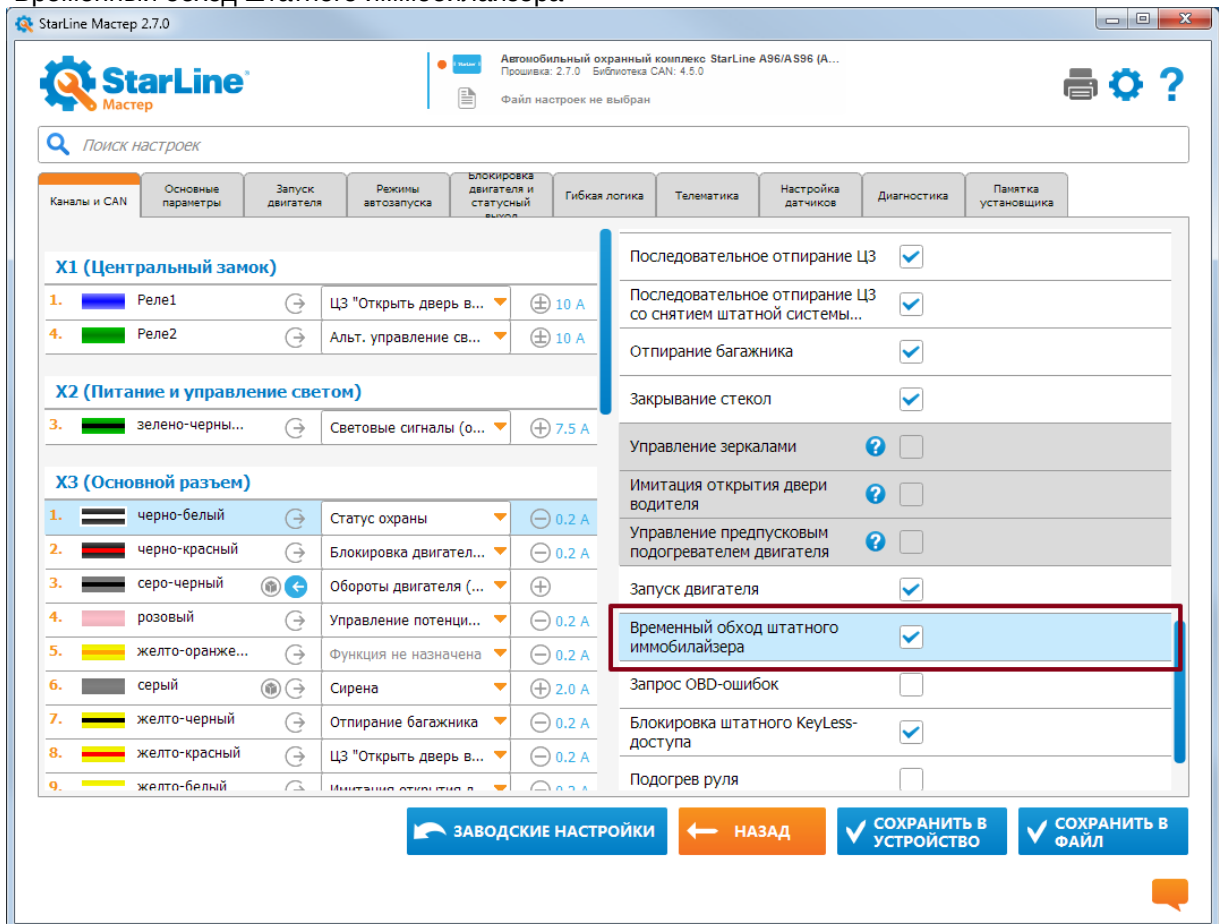 Временный обход штатного иммобилайзера
StarLine Мастер 2.7.0
StarLine
Мастер
Автомобильный охранный комплекс StarLine A96/AS96 (A...
Прошивка: 2.7.0 Библиотека CAN: 4.5.0
Файл настроек не выбран
?
Поиск настроек
Каналы и CAN
Основные
параметры
Запуск
двигателя
Режимы
автозапуска
Блокировка
двигателя и
статусный
выход
Гибкая логика
Телематика
Настройка
датчиков
Диагностика
Памятка
установщика
X1 (Центральный замок)
1. Реле1 ЦЗ "Открыть дверь в... 10 А
4. Реле2 Альт. управление св... 10 А
X2 (Питание и управление светом)
3. зелено-черны... Световые сигналы (о... 7.5 А
X3 (Основной разъем)
1. черно-белый Статус охраны 0.2 А
2. черно-красный Блокировка двигател... 0.2 А
3. серо-черный Обороты двигателя (...
4. розовый Управление потенци... 0.2 А
5. желто-оранже... Функция не назначена 0.2 А
6. серый Сирена 2.0 А
7. желто-черный Отпирание багажника 0.2 А
8. желто-красный ЦЗ "Открыть дверь в... 0.2 А
9. желто-белый Имитация открытия д... 0.2 А
Последовательное отпирание ЦЗ
Последовательное отпирание ЦЗ
со снятием штатной системы...
Отпирание багажника
Закрывание стекол
Управление зеркалами ?
Имитация открытия двери
водителя ?
Управление предпусковым
подогревателем двигателя ?
Запуск двигателя
Временный обход штатного
иммобилайзера
Запрос OBD-ошибок
Блокировка штатного KeyLess-
доступа
Подогрев руля
ЗАВОДСКИЕ НАСТРОЙКИ
НАЗАД
СОХРАНИТЬ В
УСТРОЙСТВО
СОХРАНИТЬ В
ФАЙЛ